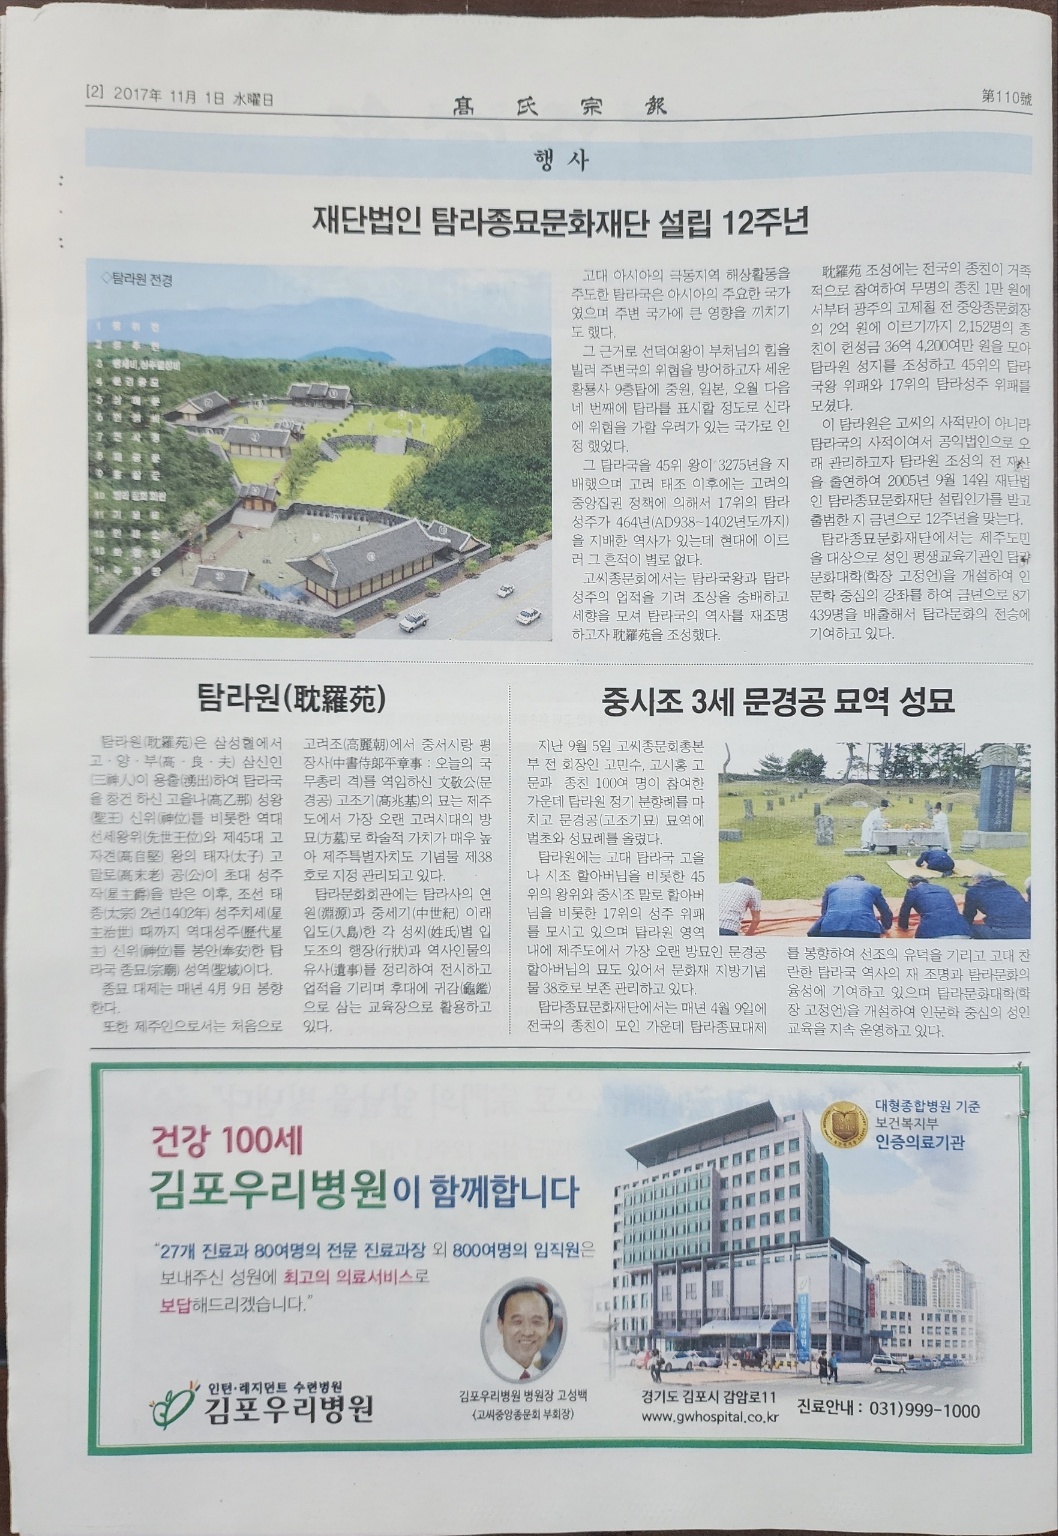 [2] 2017年 11月 1日 水曜日
髙 氏 宗 報
第110號
행 사
재단법인 탐라종묘문화재단 설립 12주년
◇탐라원 전경
고대 아시아의 극동지역 해상활동을
주도한 탐라국은 아시아의 주요한 국가
였으며 주변 국가에 큰 영향을 끼치기
도 했다.
그 근거로 선덕여왕이 부처님의 힘을
빌러 주변국의 위협을 방어하고자 세운
황룡사 9층탑에 중원, 일본, 오월 다음
네 번째에 탐라를 표시할 정도로 신라
에 위협을 가할 우려가 있는 국가로 인
정 했었다.
그 탐라국을 45위 왕이 3275년을 지
배했으며 고려 태조 이후에는 고려의
중앙집권 정책에 의해서 17위의 탐라
성주가 464년(AD938-1402년도까지)
을 지배한 역사가 있는데 현대에 이르
러 그 흔적이 별로 없다.
고씨종문회에서는 탐라국왕과 탐라
성주의 업적을 기려 조상을 숭배하고
세향을 모셔 탐라국의 역사를 재조명
하고자 耽羅苑을 조성했다.
耽羅苑 조성에는 전국의 종친이 거족
적으로 참여하여 무명의 종친 1만 원에
서부터 광주의 고제철 전 중앙종문회장
의 2억 원에 이르기까지 2,152명의 종
친이 헌성금 36억 4,200여만 원을 모아
탐라원 성지를 조성하고 45위의 탐라
국왕 위패와 17위의 탐라성주 위패를
모셨다.
이 탐라원은 고씨의 사적만이 아니라
탐라국의 사적이여서 공익법인으로 오
래 관리하고자 탐라원 조성의 전 재산
을 출연하여 2005년 9월 14일 재단법
인 탐라종묘문화재단 설립인가를 받고
출범한 지 금년으로 12주년을 맞는다.
탐라종묘문화재단에서는 제주도민
을 대상으로 성인 평생교육기관인 탐라
문화대학(학장 고정언)을 개설하여 인
문학 중심의 강좌를 하여 금년으로 8기
439명을 배출해서 탐라문화의 전승에
기여하고 있다.
탐라원(耽羅苑)
탐라원(耽羅苑)은 삼성혈에서
고·양·부(高·良·夫) 삼신인
(三神人)이 용출(湧出)하여 탐라국
을 창건 하신 고을나(髙乙那) 성왕
(聖王) 신위(神位)를 비롯한 역대
선세왕위(先世王位)와 제45대 고
자견(髙自堅) 왕의 태자(太子) 고
말로(髙末老) 공(公)이 초대 성주
작(星主爵)을 받은 이후, 조선 태
종(太宗) 2년(1402年) 성주치세(星
主治世) 때까지 역대성주(歷代星
主) 신위(神位)를 봉안(奉安)한 탐
라국 종묘(宗廟) 성역(聖域)이다.
종묘 대제는 매년 4월 9일 봉향
한다.
또한 제주인으로서는 처음으로
고려조(高麗朝)에서 중서시랑 평
장사(中書侍郞平章事 : 오늘의 국
무총리 격)를 역임하신 文敬公(문
경공) 고조기(髙兆基)의 묘는 제주
도에서 가장 오랜 고려시대의 방
묘(方墓)로 학술적 가치가 매우 높
아 제주특별자치도 기념물 제38
호로 지정 관리되고 있다.
탐라문화회관에는 탐라사의 연
원(淵源)과 중세기(中世紀) 이래
입도(入島)한 각 성씨(姓氏)별 입
도조의 행장(行狀)과 역사인물의
유사(遺事)를 정리하여 전시하고
업적을 기리며 후대에 귀감(龜鑑)
으로 삼는 교육장으로 활용하고
있다.
중시조 3세 문경공 묘역 성묘
지난 9월 5일 고씨종문회총본
부 전 회장인 고민수, 고시홍 고
문과 종친 100여 명이 참여한
가운데 탐라원 정기 분향례를 마
치고 문경공(고조기묘) 묘역에
벌초와 성묘례를 올렸다.
탐라원에는 고대 탐라국 고을
나 시조 할아버님을 비롯한 45
위의 왕위와 중시조 말로 할아버
님을 비롯한 17위의 성주 위패
를 모시고 있으며 탐라원 영역
내에 제주도에서 가장 오랜 방묘인 문경공
할아버님의 묘도 있어서 문화재 지방기념
물 38호로 보존 관리하고 있다.
탐라종묘문화재단에서는 매년 4월 9일에
전국의 종친이 모인 가운데 탐라종묘대제
를 봉향하여 선조의 유덕을 기리고 고대 찬
란한 탐라국 역사의 재 조명과 탐라문화의
융성에 기여하고 있으며 탐라문화대학(학
장 고정언)을 개설하여 인문학 중심의 성인
교육을 지속 운영하고 있다.
건강 100세
김포우리병원이 함께합니다
“27개 진료과 80여명의 전문 진료과장 외 800여명의 임직원은
보내주신 성원에 최고의 의료서비스로
보답해드리겠습니다.”
대형종합병원 기준
보건복지부
인증의료기관
인턴·레지던트 수련병원
김포우리병원
김포우리병원 병원장 고성백
〈고씨중앙종문회 부회장〉
경기도 김포시 감암로11
www.gwhospital.co.kr
진료안내 : 031)999-1000